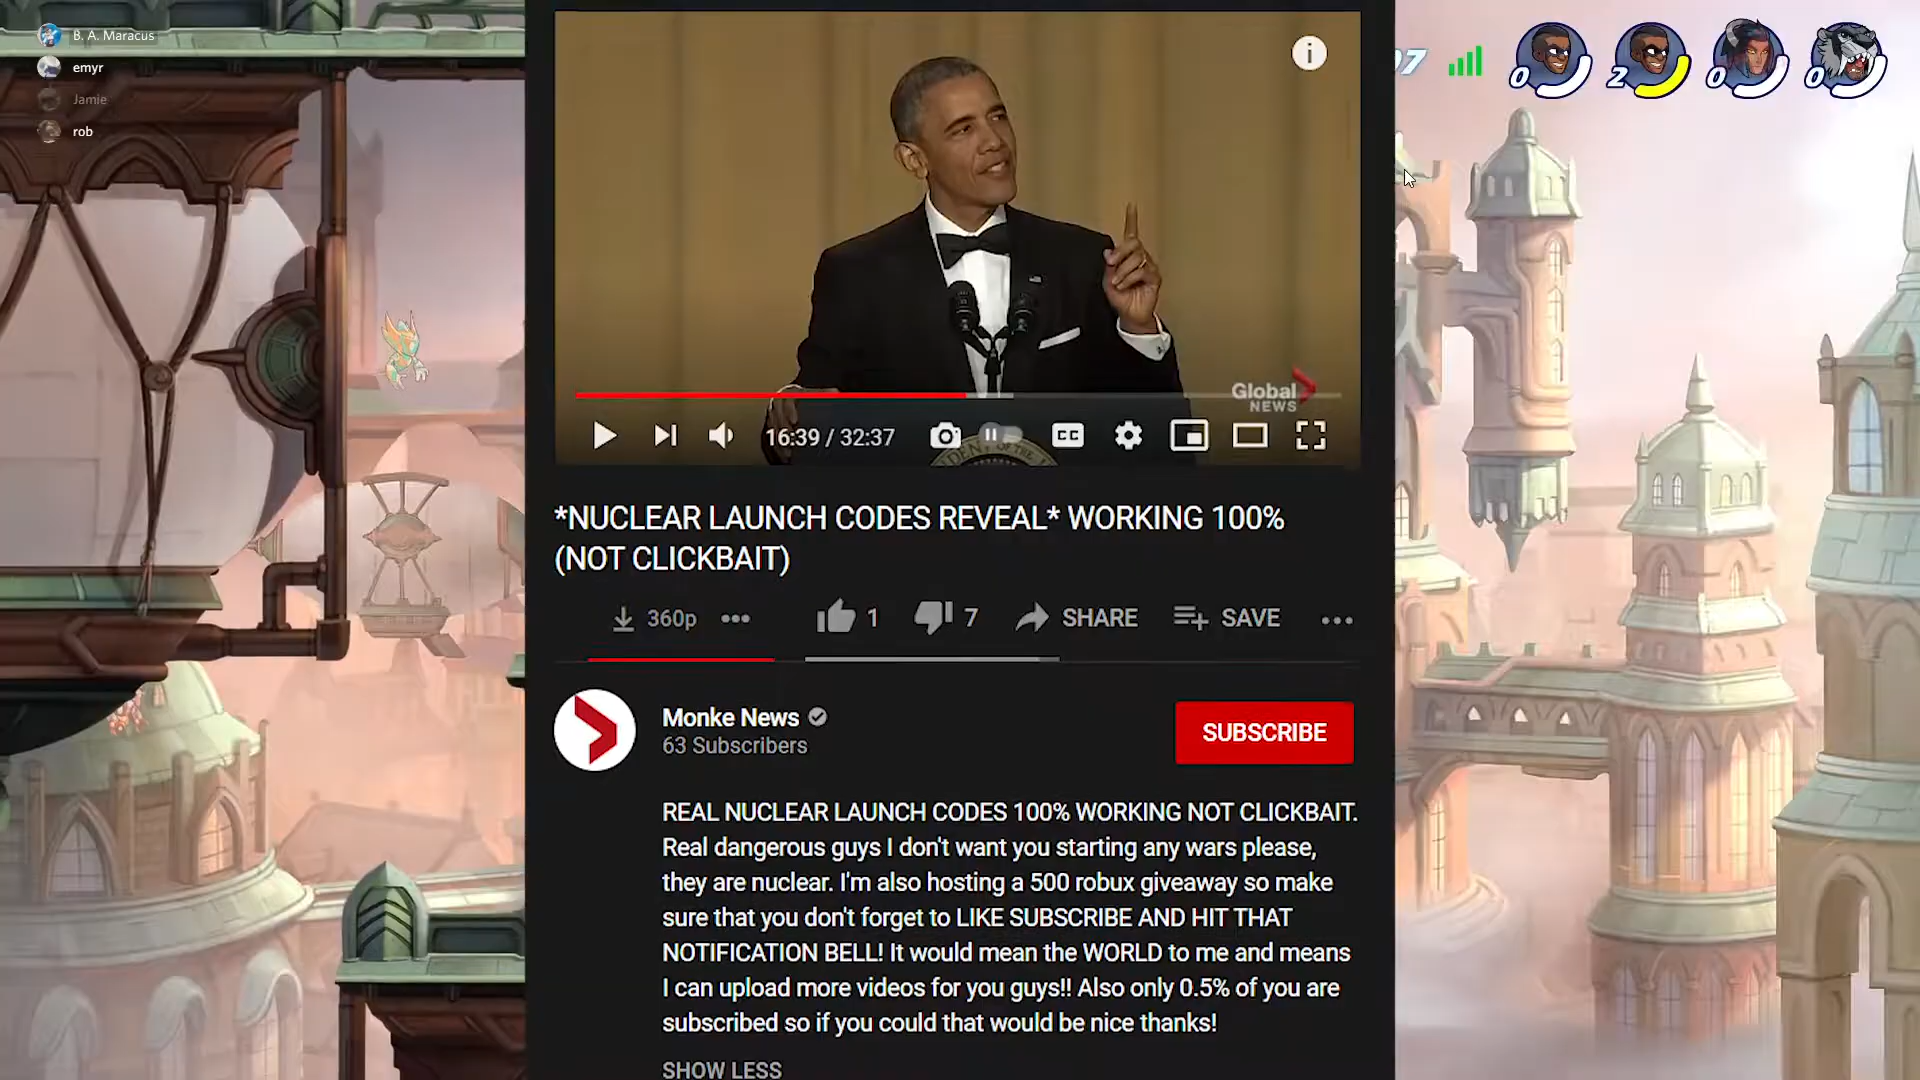 B. A. Maracus
emyr
Jamie
rob
07
0
2
0
0
i
Global
NEWS
16:39 / 32:37
CC
*NUCLEAR LAUNCH CODES REVEAL* WORKING 100%
(NOT CLICKBAIT)
360p
1
7
SHARE
SAVE
Monke News
63 Subscribers
SUBSCRIBE
REAL NUCLEAR LAUNCH CODES 100% WORKING NOT CLICKBAIT.
Real dangerous guys I don't want you starting any wars please,
they are nuclear. I'm also hosting a 500 robux giveaway so make
sure that you don't forget to LIKE SUBSCRIBE AND HIT THAT
NOTIFICATION BELL! It would mean the WORLD to me and means
I can upload more videos for you guys!! Also only 0.5% of you are
subscribed so if you could that would be nice thanks!
SHOW LESS